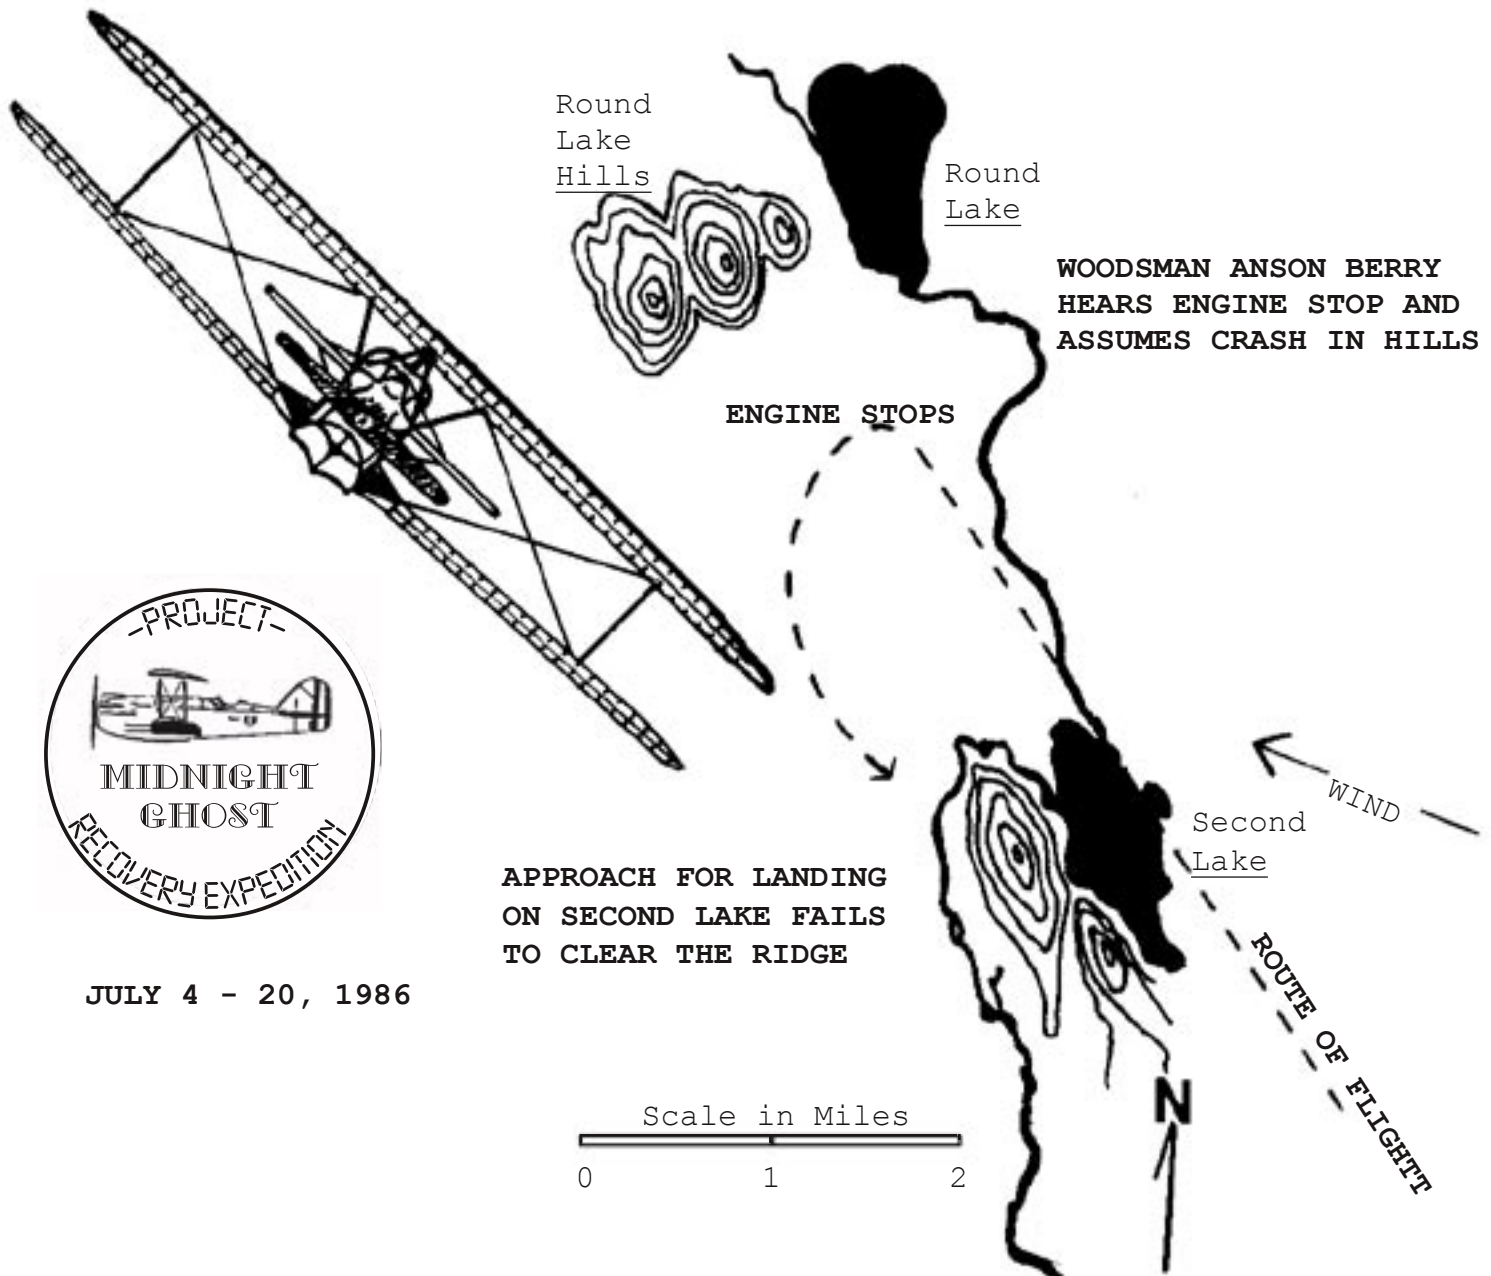 Round
Lake
Hills
Round
Lake
WOODSMAN ANSON BERRY
HEARS ENGINE STOP AND
ASSUMES CRASH IN HILLS
ENGINE STOPS
-PROJECT-
MIDNIGHT
GHOST
RECOVERY EXPEDITION
JULY 4 - 20, 1986
WIND
Second
Lake
APPROACH FOR LANDING
ON SECOND LAKE FAILS
TO CLEAR THE RIDGE
ROUTE OF FLIGHTT
N
Scale in Miles
0 1 2